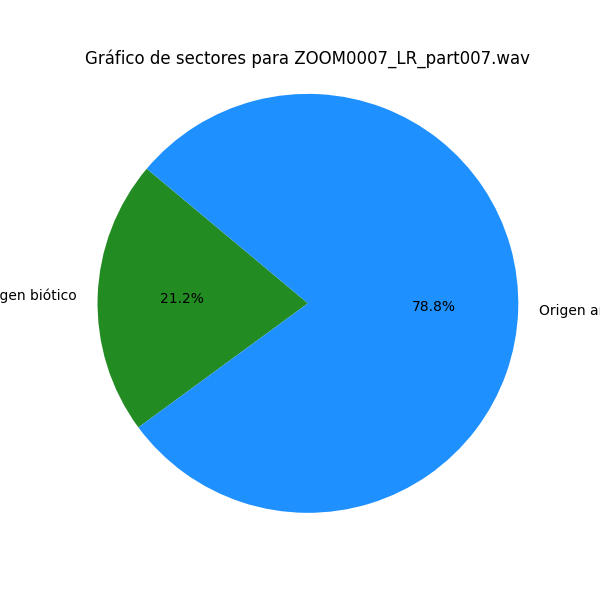 Gráfico de sectores para ZOOM0007_LR_part007.wav
gen biótico
21.2%
78.8%
Origen